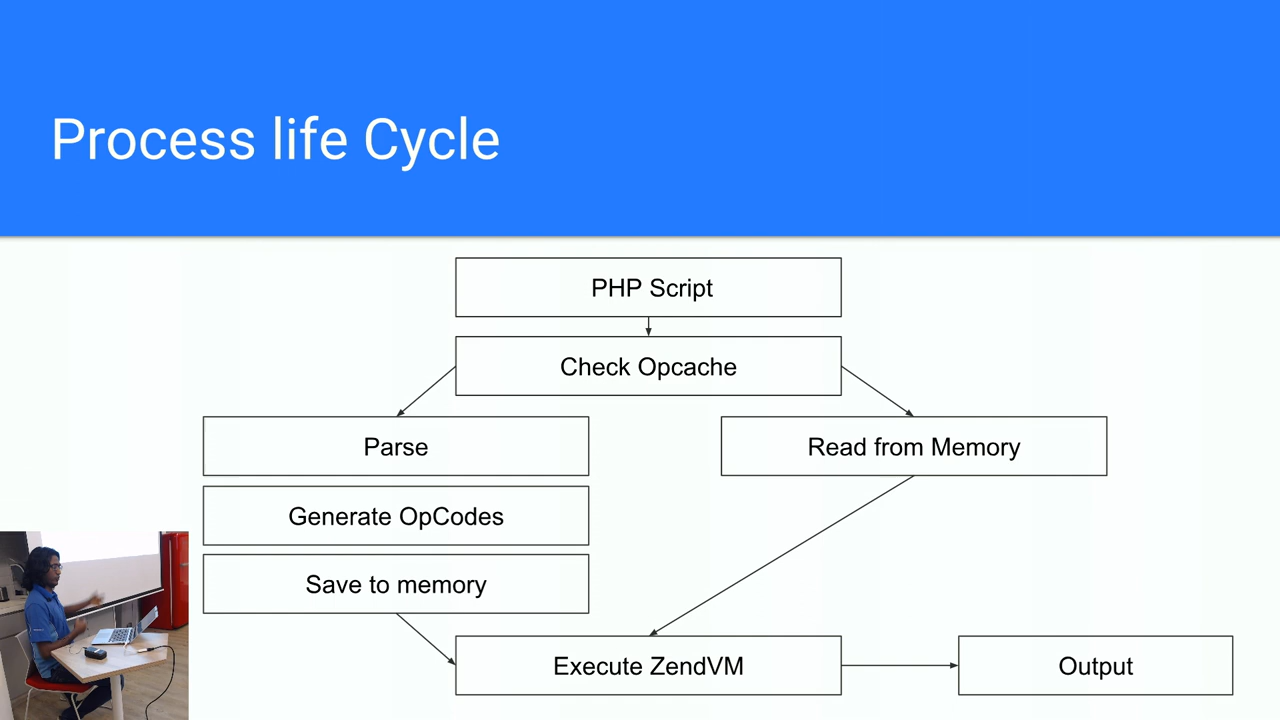 Process life Cycle
PHP Script
Check Opcache
Parse
Read from Memory
Generate OpCodes
Save to memory
Execute ZendVM
Output